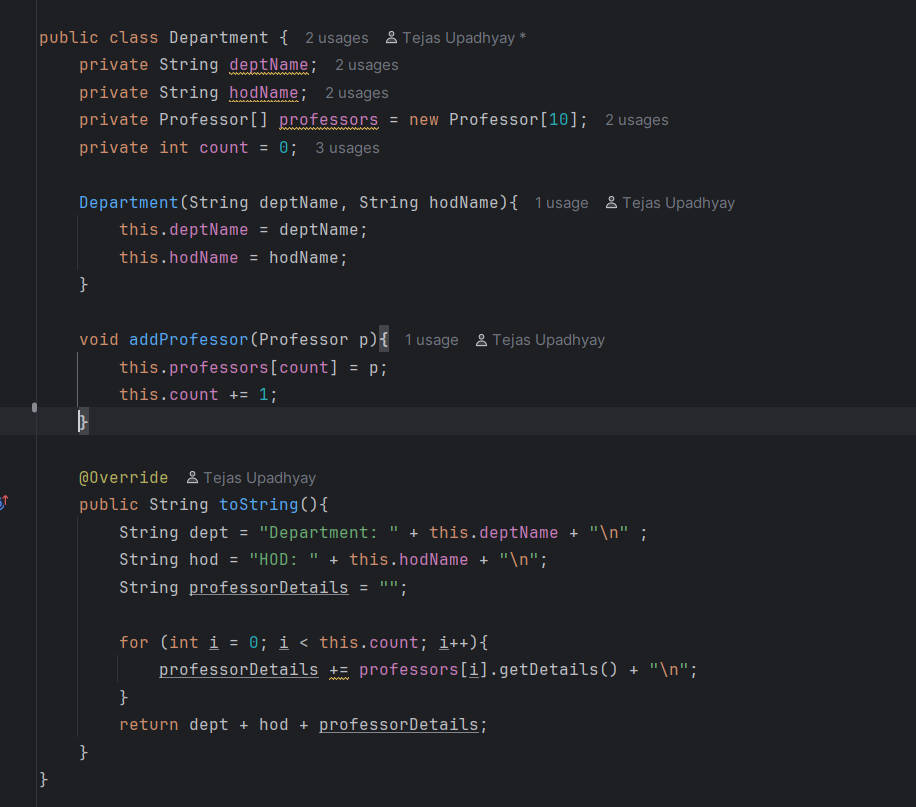 public class Department {  2 usages  Tejas Upadhyay *
    private String deptName;  2 usages
    private String hodName;  2 usages
    private Professor[] professors = new Professor[10];  2 usages
    private int count = 0;  3 usages
    Department(String deptName, String hodName){  1 usage  Tejas Upadhyay
        this.deptName = deptName;
        this.hodName = hodName;
    }
    void addProfessor(Professor p){  1 usage  Tejas Upadhyay
        this.professors[count] = p;
        this.count += 1;
    }
    @Override  Tejas Upadhyay
    public String toString(){
        String dept = "Department: " + this.deptName + "\n" ;
        String hod = "HOD: " + this.hodName + "\n";
        String professorDetails = "";
        for (int i = 0; i < this.count; i++){
            professorDetails += professors[i].getDetails() + "\n";
        }
        return dept + hod + professorDetails;
    }
}